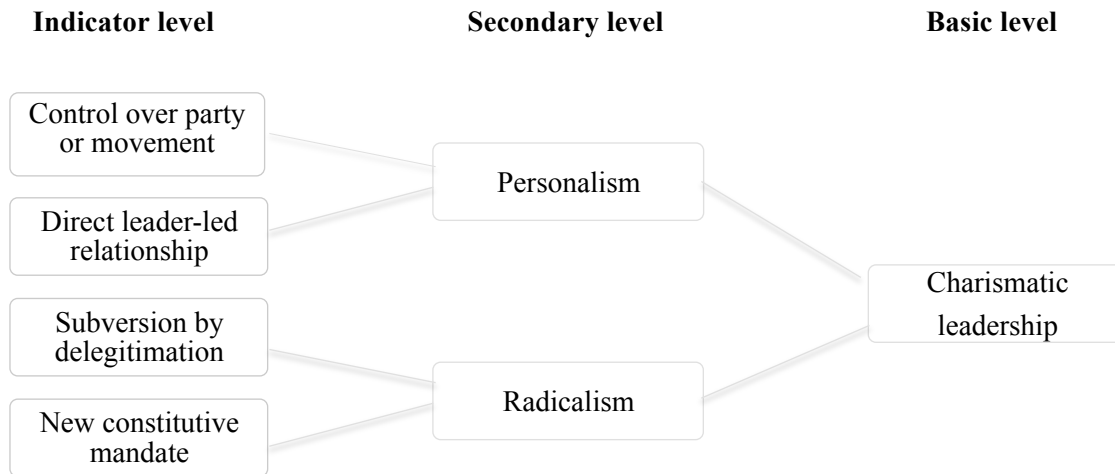 Indicator level
Secondary level
Basic level
Control over party
or movement
Direct leader-led
relationship
Subversion by
delegitimation
New constitutive
mandate
Personalism
Radicalism
Charismatic
leadership